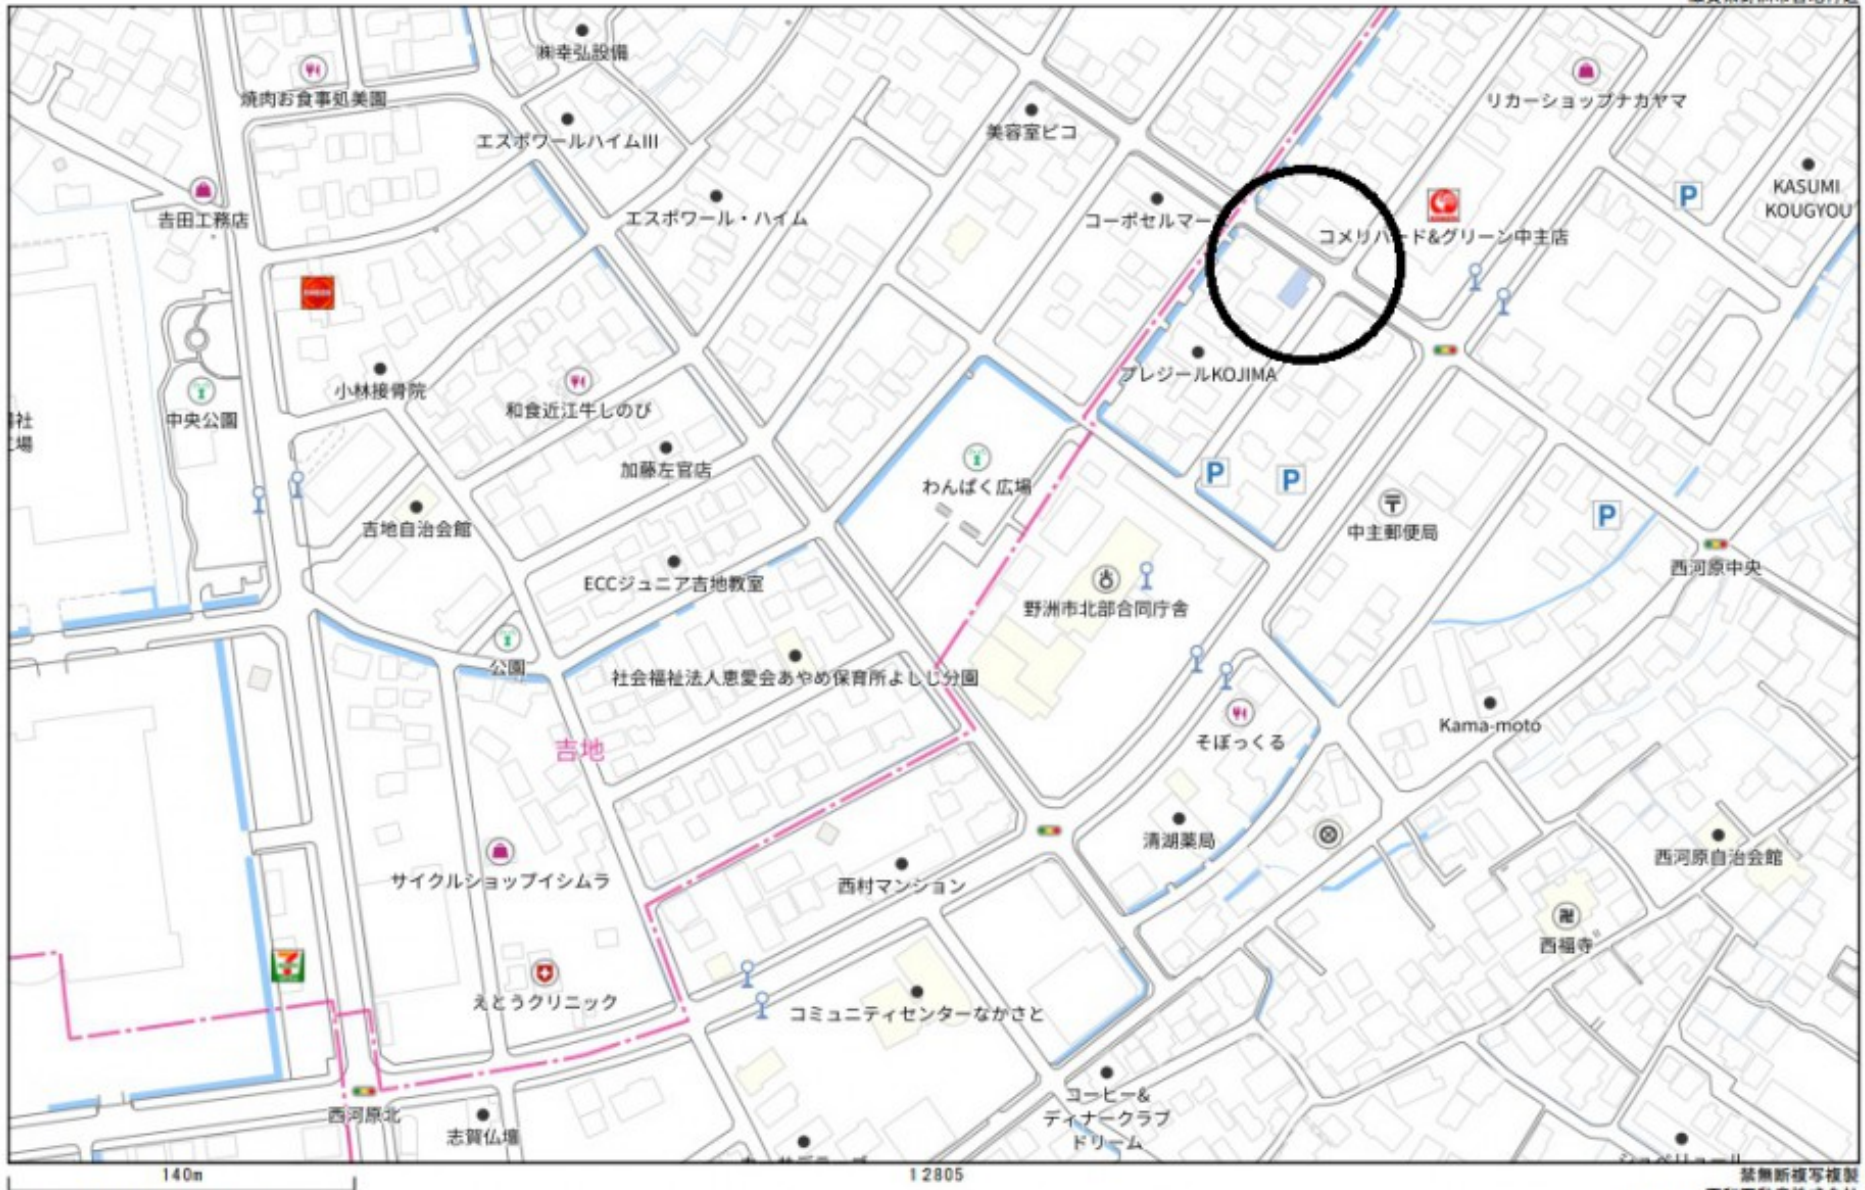 ㈱幸弘設備
焼肉お食事処美園
エスポワールハイムIII
美容室ピコ
リカーショップナカヤマ
KASUMI
KOUGYOU
吉田工務店
エスポワール・ハイム
コーポセルマー
コメリハード&グリーン中主店
P
小林接骨院
和食近江牛しのび
プレジールKOJIMA
中央公園
加藤左官店
わんぱく広場
P
P
P
吉地自治会館
中主郵便局
西河原中央
ECCジュニア吉地教室
野洲市北部合同庁舎
公園
社会福祉法人恵愛会あやめ保育所よしじ分園
Kama-moto
そぼっくる
吉地
清湖薬局
西河原自治会館
サイクルショップイシムラ
西村マンション
西福寺
えとうクリニック
コミュニティセンターなかさと
西河原北
志賀仏壇
コーヒー&
ディナークラブ
ドリーム
140m
12805
禁無断複写複製